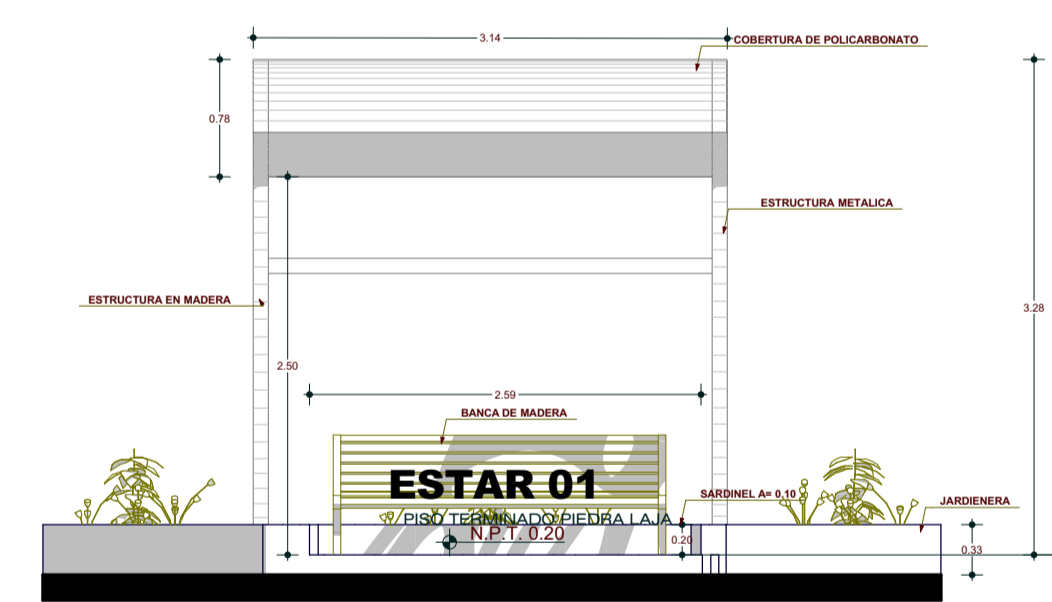 3.14
COBERTURA DE POLICARBONATO
0.78
ESTRUCTURA METALICA
ESTRUCTURA EN MADERA
3.28
2.50
2.59
BANCA DE MADERA
ESTAR 01
SARDINEL A= 0,10
JARDIENERA
PISO TERMINADO PIEDRA LAJA
N.P.T. 0.20
0.20
0.33